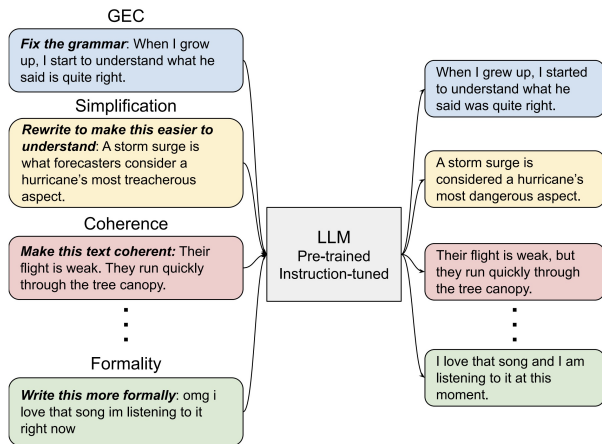 GEC
Fix the grammar: When I grow
up, I start to understand what he
said is quite right.
Simplification
Rewrite to make this easier to
understand: A storm surge is
what forecasters consider a
hurricane's most treacherous
aspect.
Coherence
Make this text coherent: Their
flight is weak. They run quickly
through the tree canopy.
Formality
Write this more formally: omg i
love that song im listening to it
right now
LLM
Pre-trained
Instruction-tuned
When I grew up, I started
to understand what he
said was quite right.
A storm surge is
considered a hurricane's
most dangerous aspect.
Their flight is weak, but
they run quickly through
the tree canopy.
I love that song and I am
listening to it at this
moment.